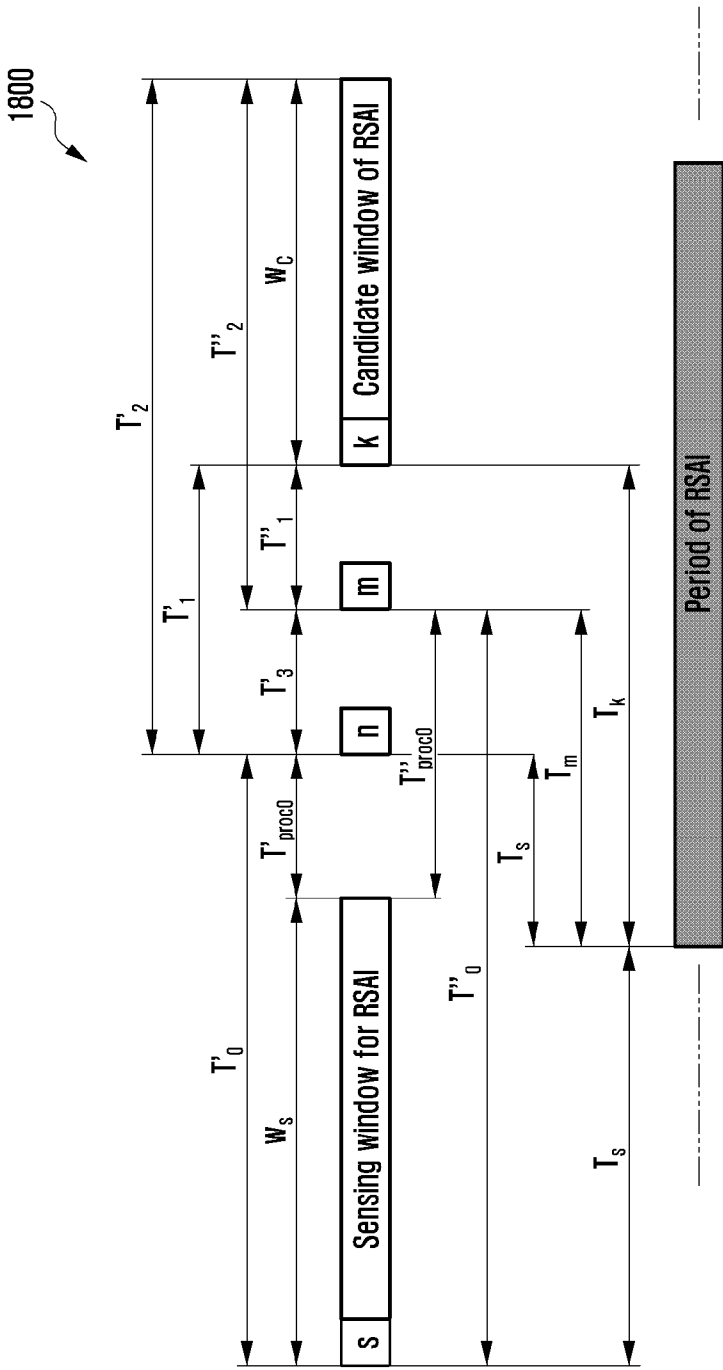 1800
T'2
T'1
T''2
T'0
T'3
T''1
WC
WS
T'proc0
s
Sensing window for RSAI
n
m
k
Candidate window of RSAI
T''proc0
T''0
TS
Tm
TS
Tk
Period of RSAI